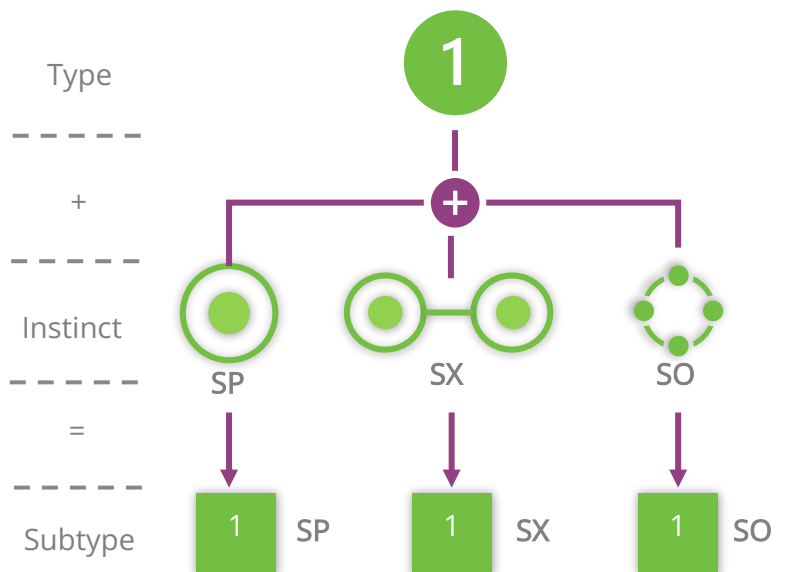 1
Type
+
+
Instinct
SP
SX
SO
=
1 SP
1 SX
1 SO
Subtype